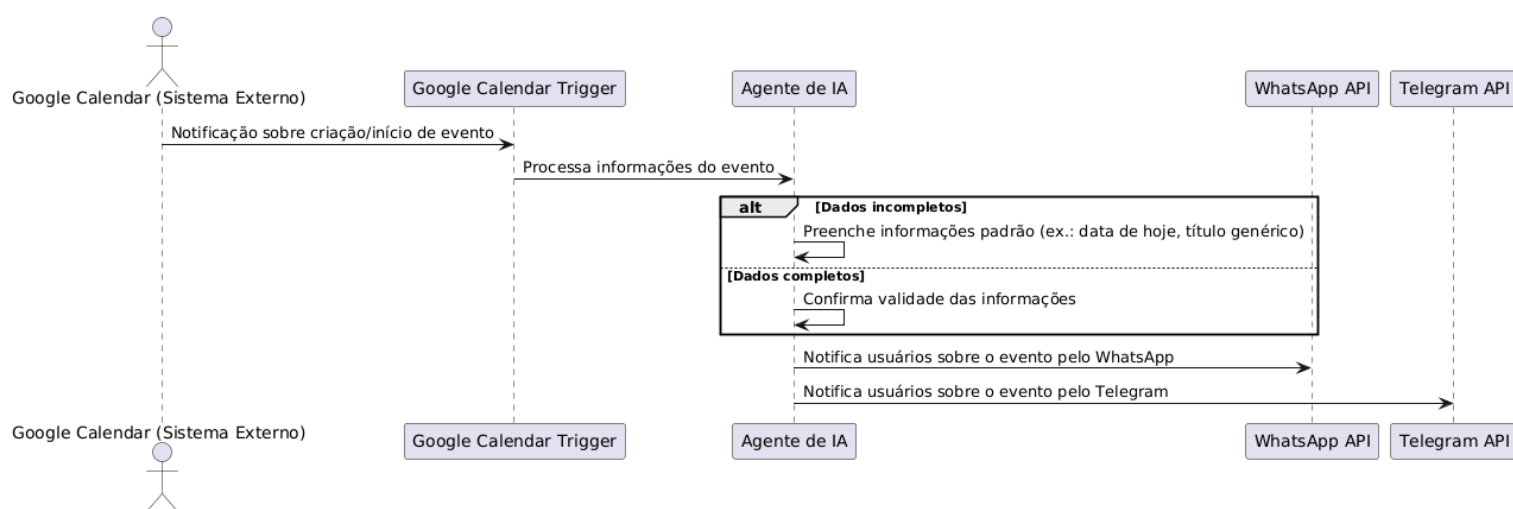 Google Calendar (Sistema Externo)
Google Calendar Trigger
Agente de IA
WhatsApp API
Telegram API
Notificação sobre criação/início de evento
Processa informações do evento
alt [Dados incompletos]
Preenche informações padrão (ex.: data de hoje, título genérico)
[Dados completos]
Confirma validade das informações
Notifica usuários sobre o evento pelo WhatsApp
Notifica usuários sobre o evento pelo Telegram
Google Calendar (Sistema Externo)
Google Calendar Trigger
Agente de IA
WhatsApp API
Telegram API